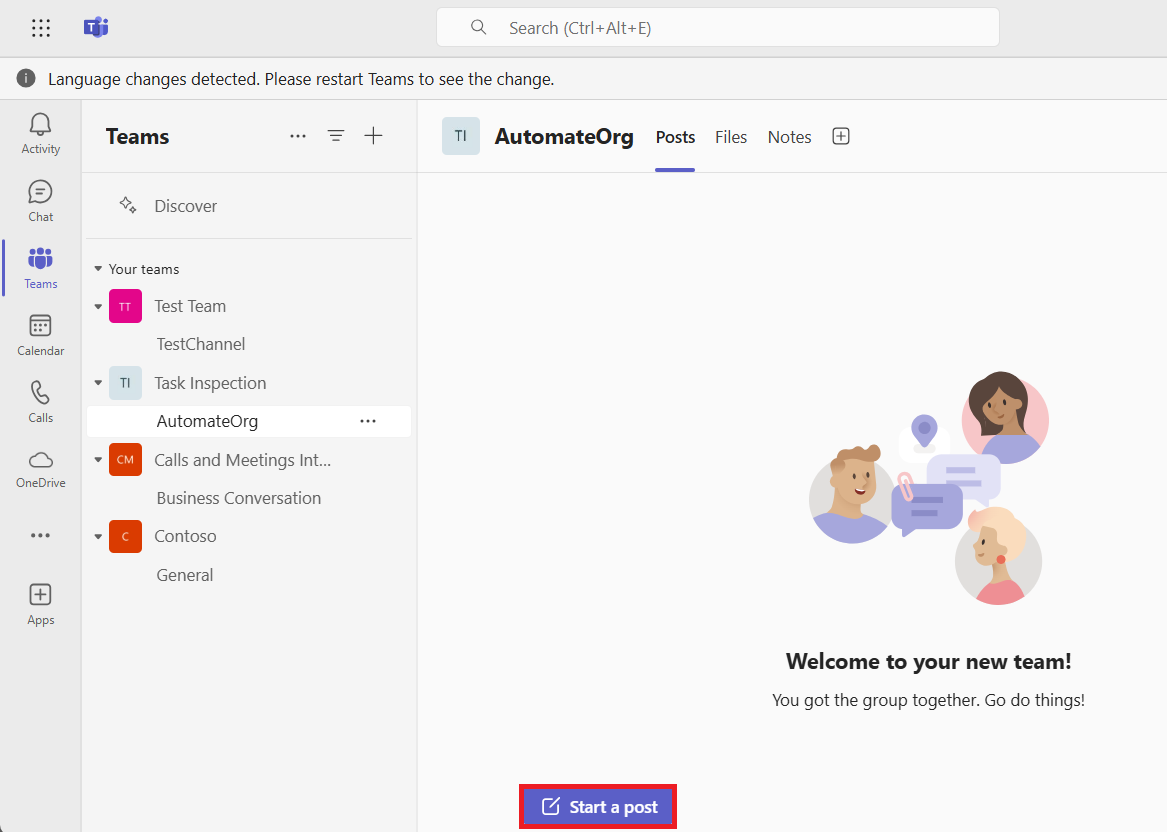 Search (Ctrl+Alt+E)
Language changes detected. Please restart Teams to see the change.
Activity
Chat
Teams
Calendar
Calls
OneDrive
Apps
Teams
Discover
Your teams
TT Test Team
TestChannel
TI Task Inspection
AutomateOrg
CM Calls and Meetings Int...
Business Conversation
C Contoso
General
TI AutomateOrg Posts Files Notes
Welcome to your new team!
You got the group together. Go do things!
Start a post